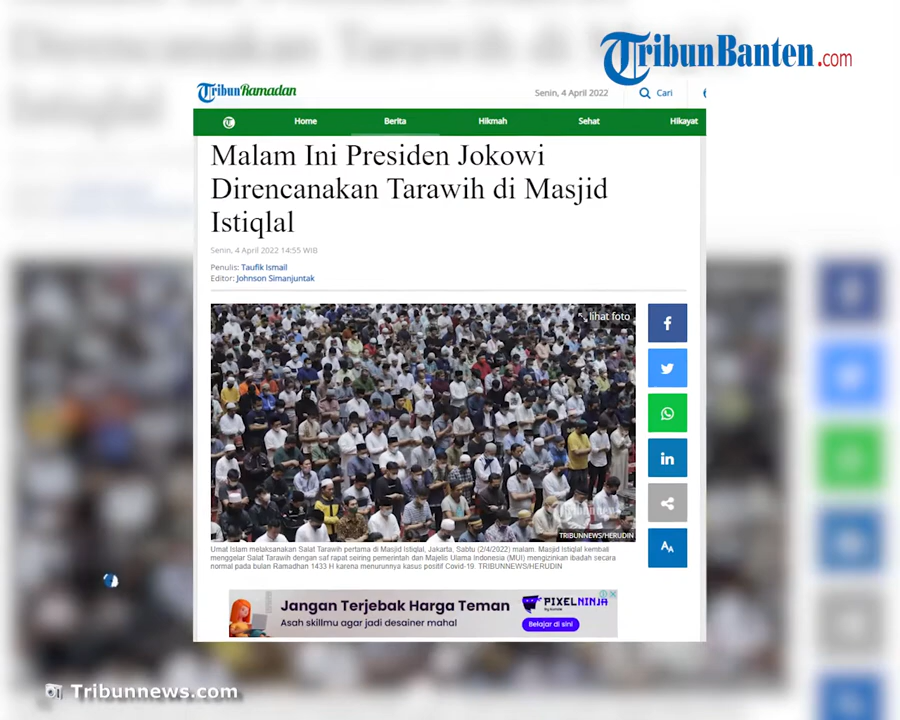 TribunBanten.com
TribunRamadan
Senin, 4 April 2022
Cari
Home
Berita
Hikmah
Sehat
Hikayat
Malam Ini Presiden Jokowi
Direncanakan Tarawih di Masjid
Istiqlal
Senin, 4 April 2022 14:55 WIB
Penulis: Taufik Ismail
Editor: Johnson Simanjuntak
lihat foto
Tribunnews
TRIBUNNEWS/HERUDIN
Umat Islam melaksanakan Salat Tarawih pertama di Masjid Istiqlal, Jakarta, Sabtu (2/4/2022) malam. Masjid Istiqlal kembali
menggelar Salat Tarawih dengan saf rapat seiring pemerintah dan Majelis Ulama Indonesia (MUI) mengizinkan ibadah secara
normal pada bulan Ramadhan 1433 H karena menurunnya kasus positif Covid-19. TRIBUNNEWS/HERUDIN
Jangan Terjebak Harga Teman
Asah skillmu agar jadi desainer mahal
PIXELNINJA
Belajar di sini
Tribunnews.com